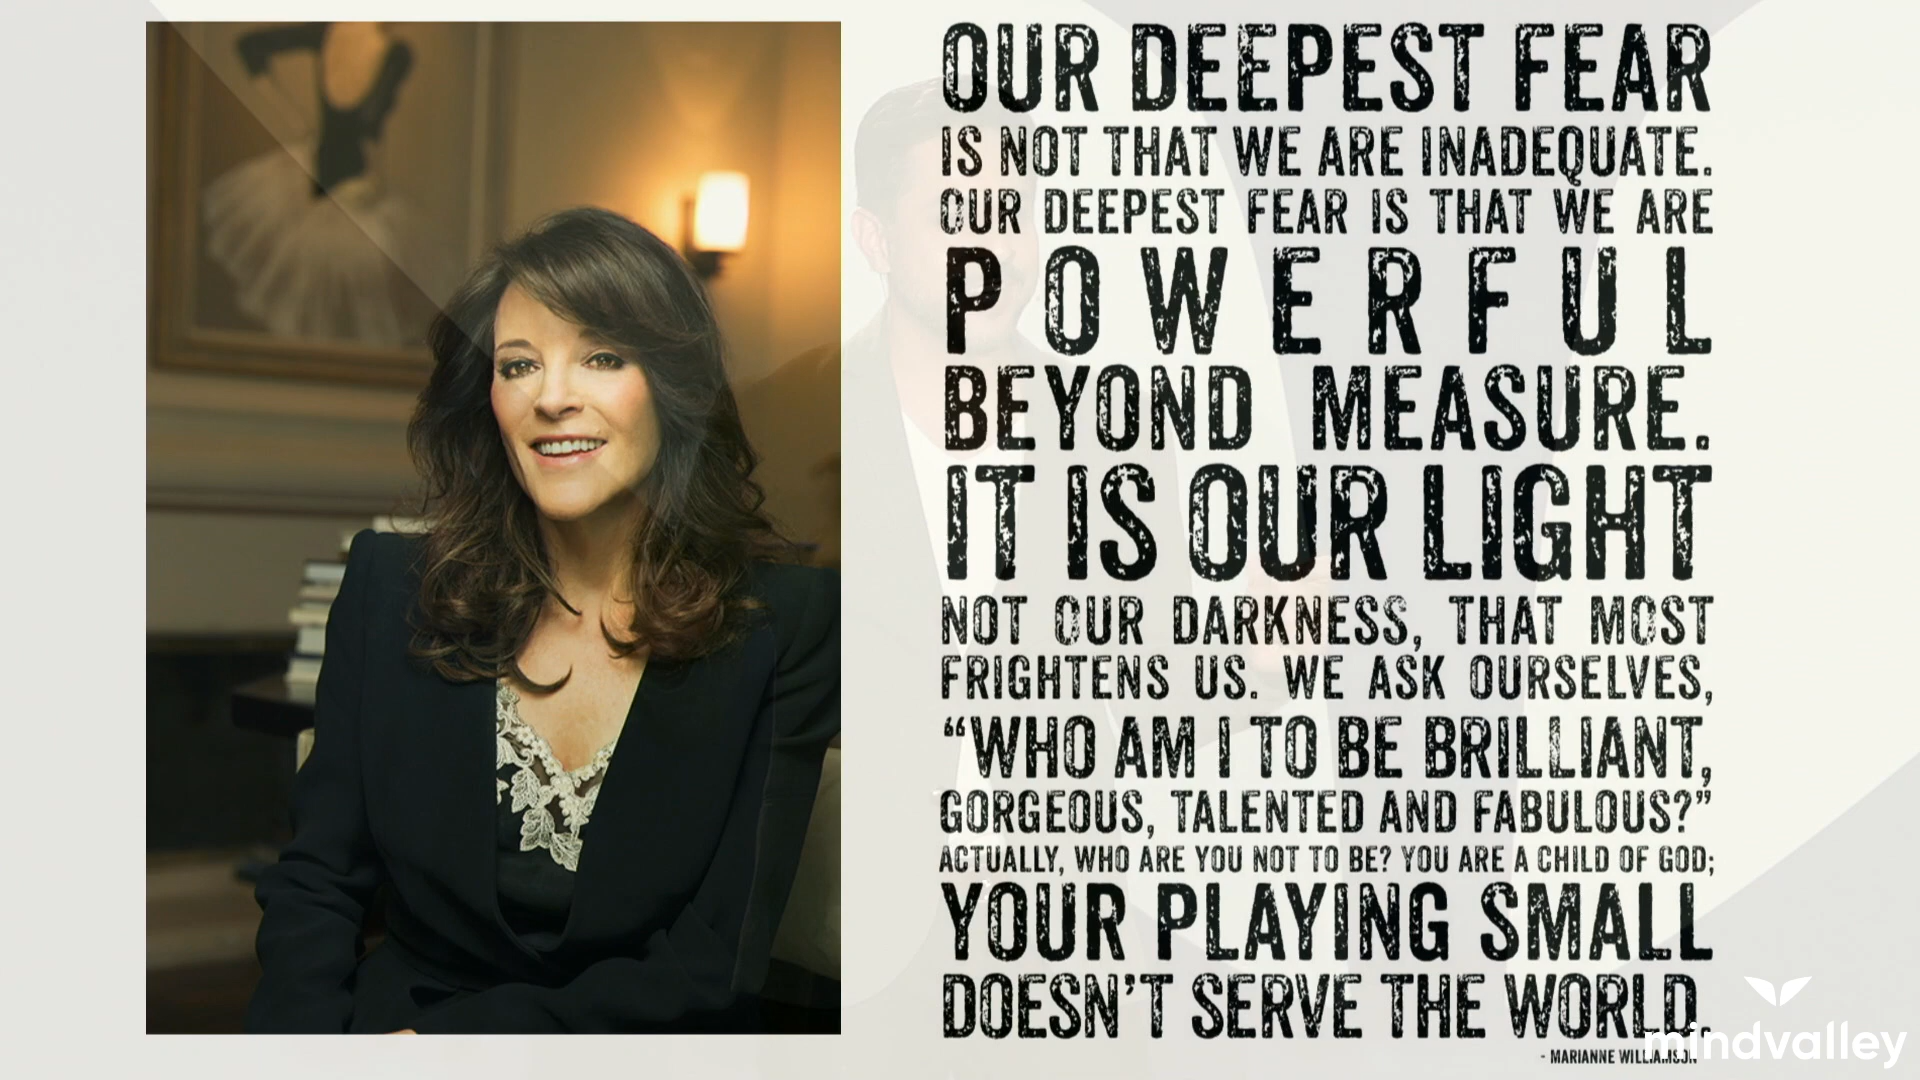 OUR DEEPEST FEAR
IS NOT THAT WE ARE INADEQUATE.
OUR DEEPEST FEAR IS THAT WE ARE
POWERFUL
BEYOND MEASURE.
IT IS OUR LIGHT
NOT OUR DARKNESS, THAT MOST
FRIGHTENS US. WE ASK OURSELVES,
“WHO AM I TO BE BRILLIANT,
GORGEOUS, TALENTED AND FABULOUS?”
ACTUALLY, WHO ARE YOU NOT TO BE? YOU ARE A CHILD OF GOD;
YOUR PLAYING SMALL
DOESN’T SERVE THE WORLD.
- MARIANNE WILLIAMSON
mindvalley